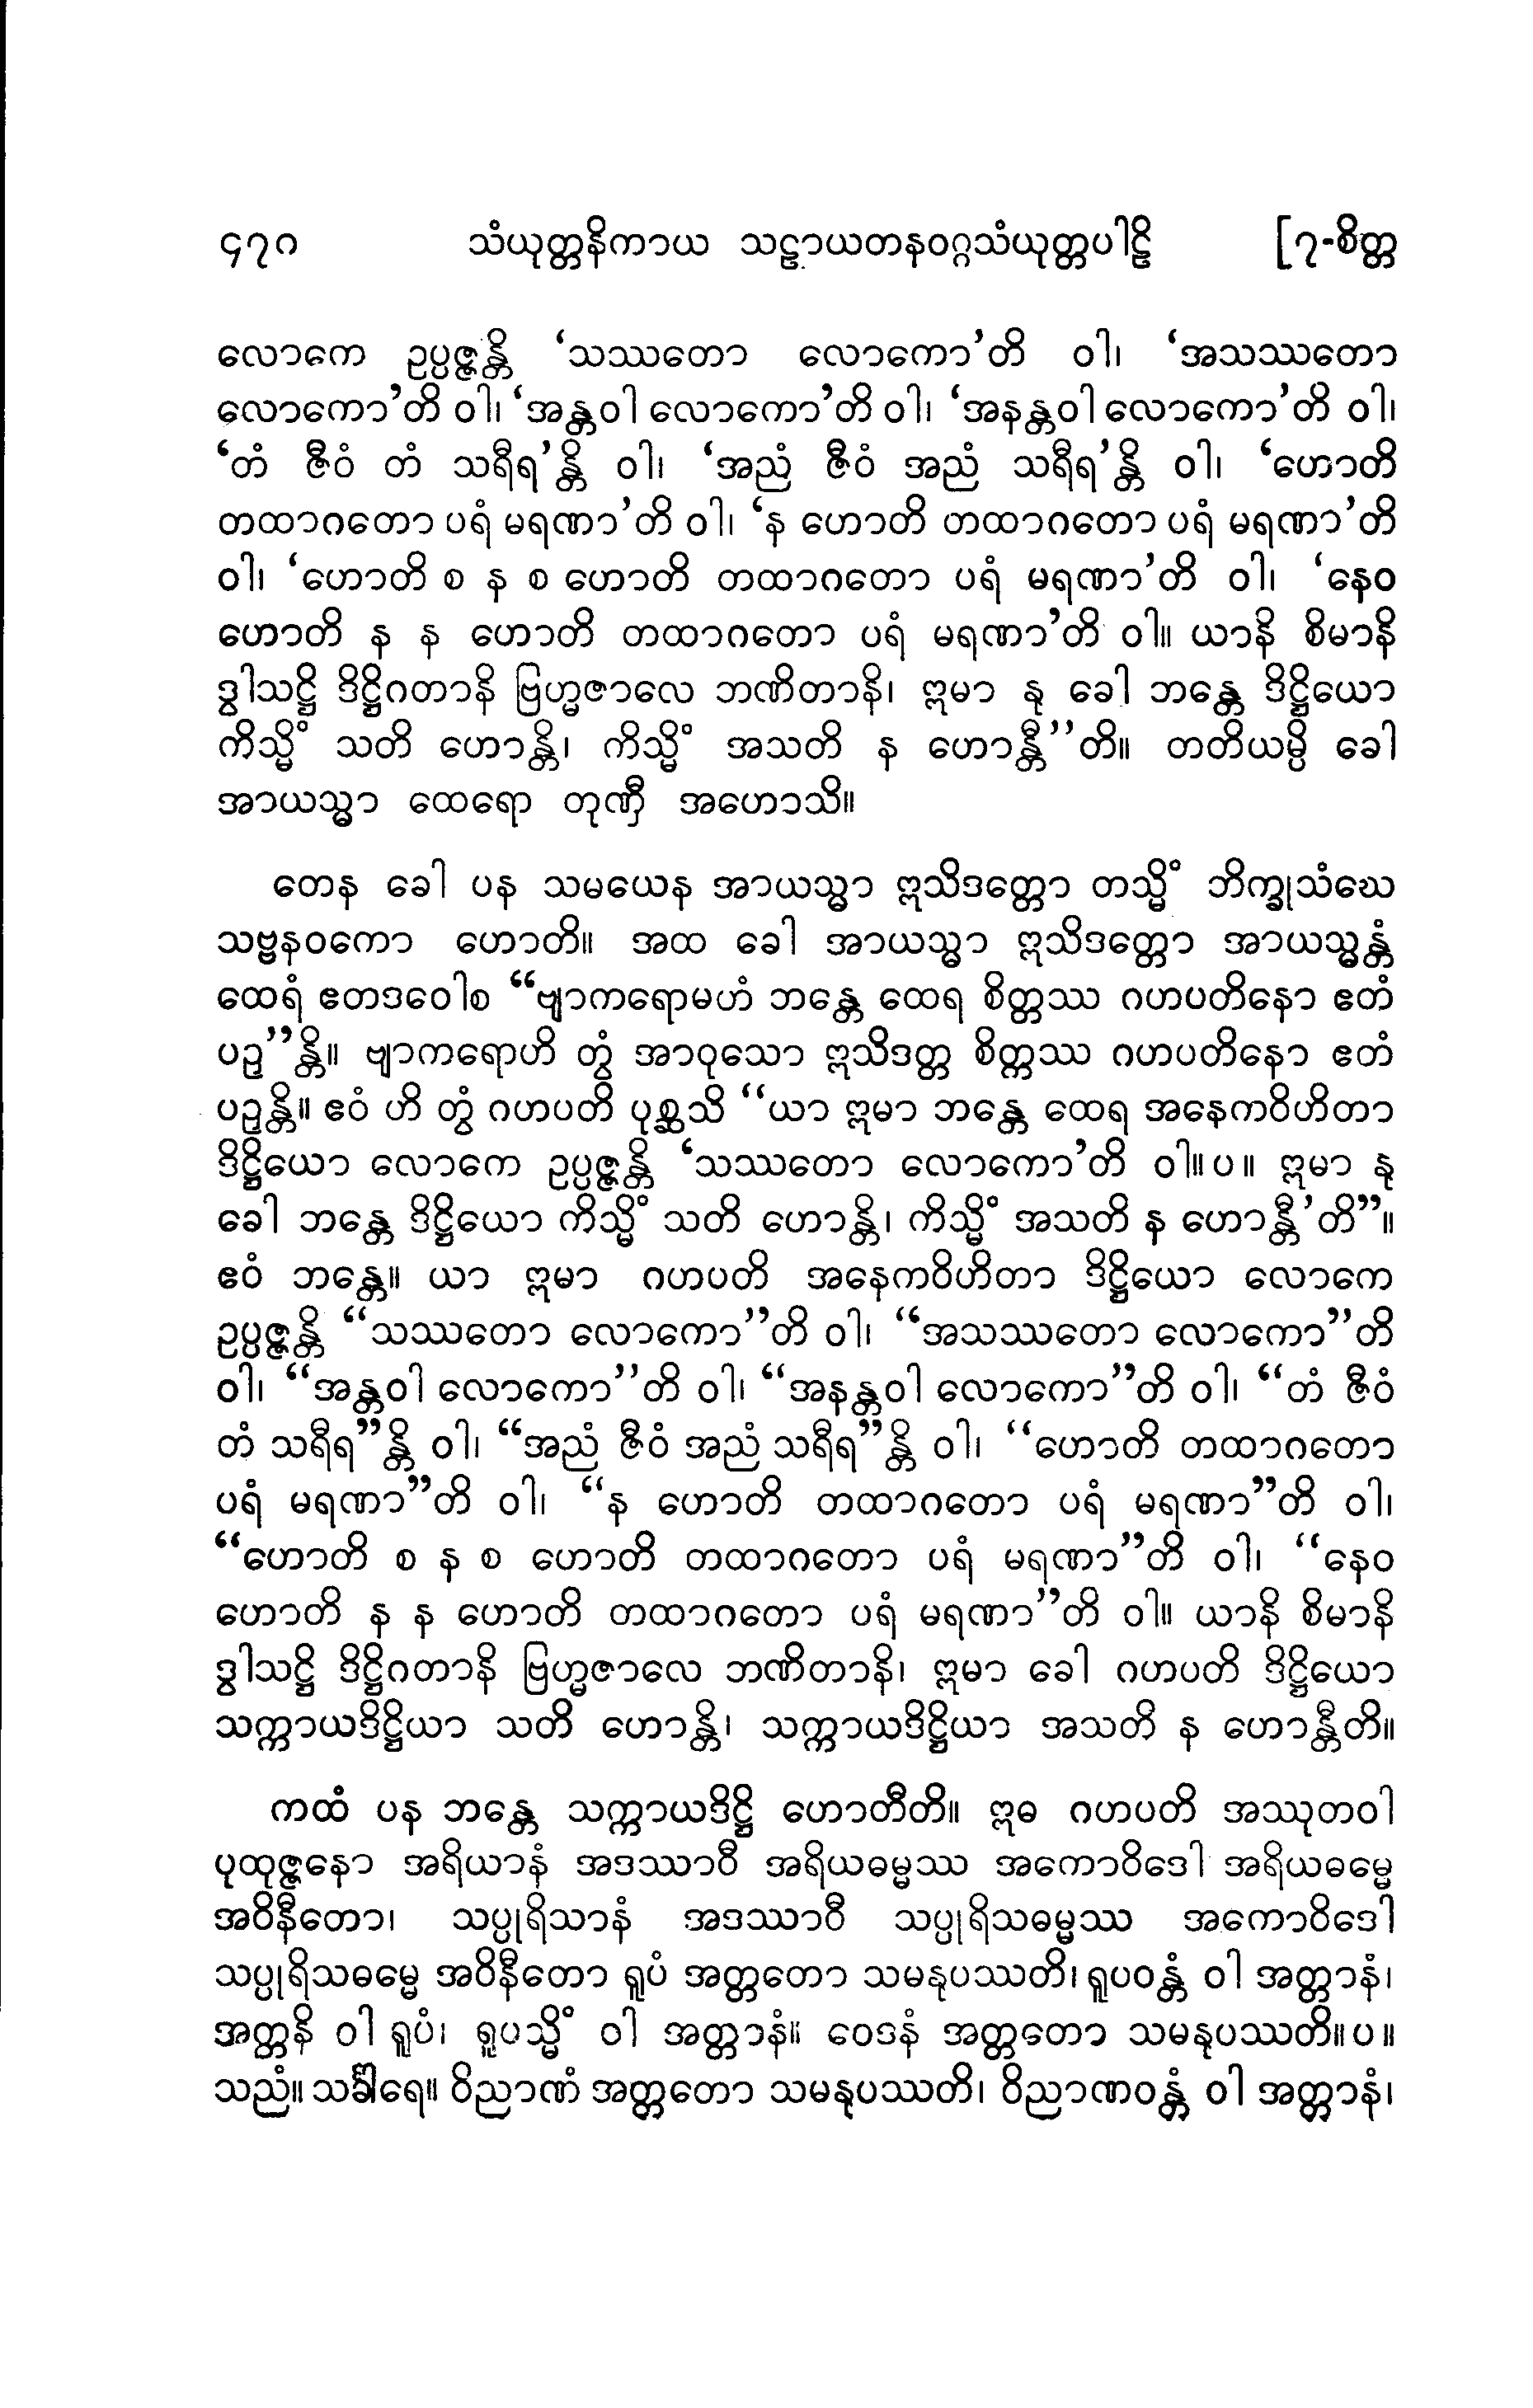 ၄၇၈ သံယုတ္တနိကာယ သဠာယတနဝဂ္ဂသံယုတ္တပါဠိ [၇-စိတ္တ
လောကေ ဥပ္ပဇ္ဇန္တိ ‘သဿတော လောကော’တိ ဝါ၊ ‘အသဿတော
လောကော’တိ ဝါ၊ ‘အန္တဝါ လောကော’တိ ဝါ၊ ‘အနန္တဝါ လောကော’တိ ဝါ၊
‘တံ ဇီဝံ တံ သရီရ’န္တိ ဝါ၊ ‘အညံ ဇီဝံ အညံ သရီရ’န္တိ ဝါ၊ ‘ဟောတိ
တထာဂတော ပရံ မရဏာ’တိ ဝါ၊ ‘န ဟောတိ တထာဂတော ပရံ မရဏာ’တိ
ဝါ၊ ‘ဟောတိ စ န စ ဟောတိ တထာဂတော ပရံ မရဏာ’တိ ဝါ၊ ‘နေဝ
ဟောတိ န န ဟောတိ တထာဂတော ပရံ မရဏာ’တိ ဝါ။ ယာနိ စိမာနိ
ဒွါသဋ္ဌိ ဒိဋ္ဌိဂတာနိ ဗြဟ္မဇာလေ ဘဏိတာနိ၊ ဣမာ နု ခေါ ဘန္တေ ဒိဋ္ဌိယော
ကိသ္မိံ သတိ ဟောန္တိ၊ ကိသ္မိံ အသတိ န ဟောန္တီ”တိ။ တတိယမ္ပိ ခေါ
အာယသ္မာ ထေရော တုဏှီ အဟောသိ။
တေန ခေါ ပန သမယေန အာယသ္မာ ဣသိဒတ္တော တသ္မိံ ဘိက္ခုသံဃေ
သဗ္ဗနဝကော ဟောတိ။ အထ ခေါ အာယသ္မာ ဣသိဒတ္တော အာယသ္မန္တံ
ထေရံ ဧတဒဝေါစ “ဗျာကရောမဟံ ဘန္တေ ထေရ စိတ္တဿ ဂဟပတိနော ဧတံ
ပဉှ”န္တိ။ ဗျာကရောဟိ တွံ အာဝုသော ဣသိဒတ္တ စိတ္တဿ ဂဟပတိနော ဧတံ
ပဉှန္တိ။ ဧဝံ ဟိ တွံ ဂဟပတိ ပုစ္ဆသိ “ယာ ဣမာ ဘန္တေ ထေရ အနေကဝိဟိတာ
ဒိဋ္ဌိယော လောကေ ဥပ္ပဇ္ဇန္တိ ‘သဿတော လောကော’တိ ဝါ။ပ။ ဣမာ နု
ခေါ ဘန္တေ ဒိဋ္ဌိယော ကိသ္မိံ သတိ ဟောန္တိ၊ ကိသ္မိံ အသတိ န ဟောန္တီ’တိ”။
ဧဝံ ဘန္တေ။ ယာ ဣမာ ဂဟပတိ အနေကဝိဟိတာ ဒိဋ္ဌိယော လောကေ
ဥပ္ပဇ္ဇန္တိ “သဿတော လောကော”တိ ဝါ၊ “အသဿတော လောကော”တိ
ဝါ၊ “အန္တဝါ လောကော”တိ ဝါ၊ “အနန္တဝါ လောကော”တိ ဝါ၊ “တံ ဇီဝံ
တံ သရီရ”န္တိ ဝါ၊ “အညံ ဇီဝံ အညံ သရီရ”န္တိ ဝါ၊ “ဟောတိ တထာဂတော
ပရံ မရဏာ”တိ ဝါ၊ “န ဟောတိ တထာဂတော ပရံ မရဏာ”တိ ဝါ၊
“ဟောတိ စ န စ ဟောတိ တထာဂတော ပရံ မရဏာ”တိ ဝါ၊ “နေဝ
ဟောတိ န န ဟောတိ တထာဂတော ပရံ မရဏာ”တိ ဝါ။ ယာနိ စိမာနိ
ဒွါသဋ္ဌိ ဒိဋ္ဌိဂတာနိ ဗြဟ္မဇာလေ ဘဏိတာနိ၊ ဣမာ ခေါ ဂဟပတိ ဒိဋ္ဌိယော
သက္ကာယဒိဋ္ဌိယာ သတိ ဟောန္တိ၊ သက္ကာယဒိဋ္ဌိယာ အသတိ န ဟောန္တီတိ။
ကထံ ပန ဘန္တေ သက္ကာယဒိဋ္ဌိ ဟောတီတိ။ ဣဓ ဂဟပတိ အဿုတဝါ
ပုထုဇ္ဇနော အရိယာနံ အဒဿာဝီ အရိယဓမ္မဿ အကောဝိဒေါ အရိယဓမ္မေ
အဝိနီတော၊ သပ္ပုရိသာနံ အဒဿာဝီ သပ္ပုရိသဓမ္မဿ အကောဝိဒေါ
သပ္ပုရိသဓမ္မေ အဝိနီတော ရူပံ အတ္တတော သမနုပဿတိ၊ ရူပဝန္တံ ဝါ အတ္တာနံ၊
အတ္တနိ ဝါ ရူပံ၊ ရူပသ္မိံ ဝါ အတ္တာနံ။ ဝေဒနံ အတ္တတော သမနုပဿတိ။ပ။
သညံ။ သင်္ခါရေ။ ဝိညာဏံ အတ္တတော သမနုပဿတိ၊ ဝိညာဏဝန္တံ ဝါ အတ္တာနံ၊